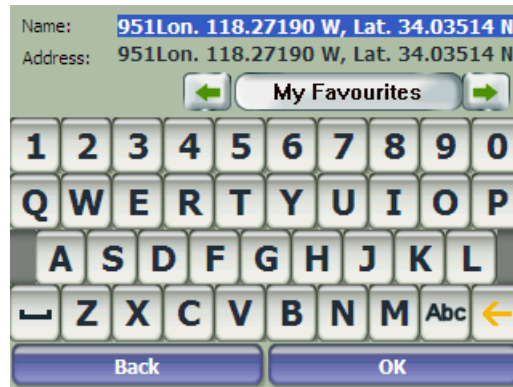 Name: 951Lon. 118.27190 W, Lat. 34.03514 N
Address: 951Lon. 118.27190 W, Lat. 34.03514 N
My Favourites
1 2 3 4 5 6 7 8 9 0
Q W E R T Y U I O P
A S D F G H J K L
Z X C V B N M Abc
Back OK